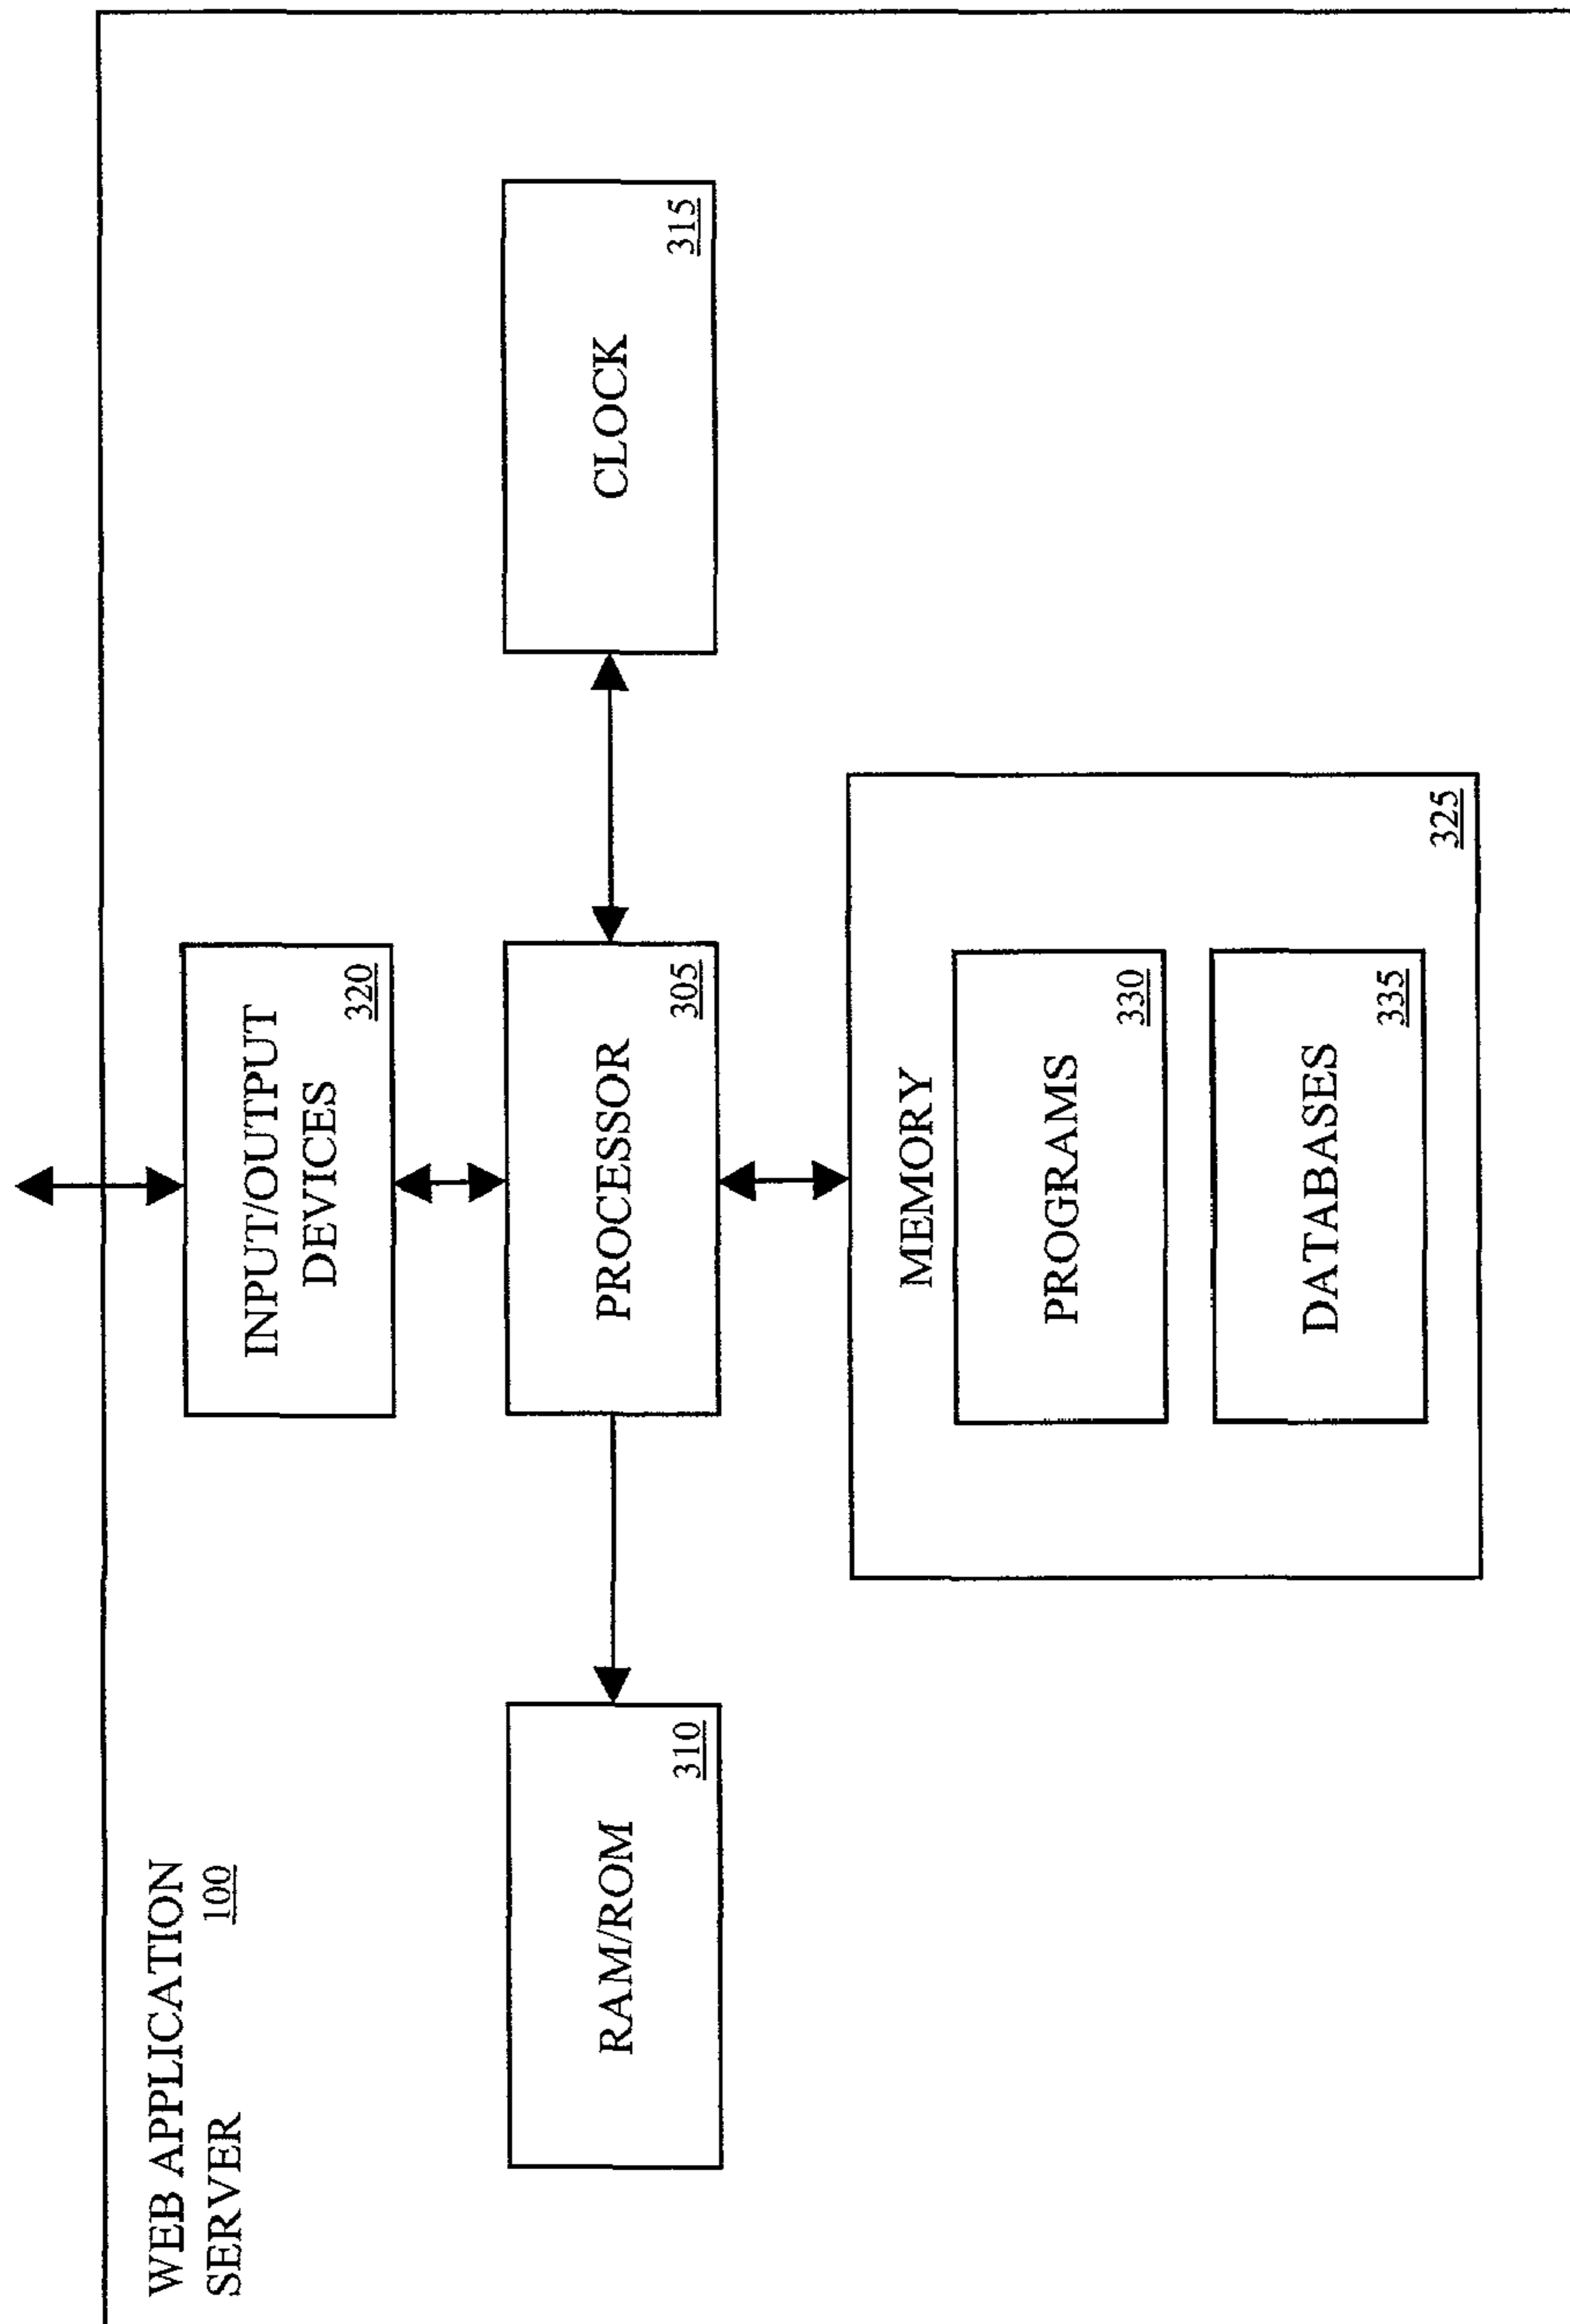 WEB APPLICATION
SERVER
100
INPUT/OUTPUT
DEVICES
320
RAM/ROM
310
PROCESSOR
305
CLOCK
315
MEMORY
PROGRAMS
330
DATABASES
335
325